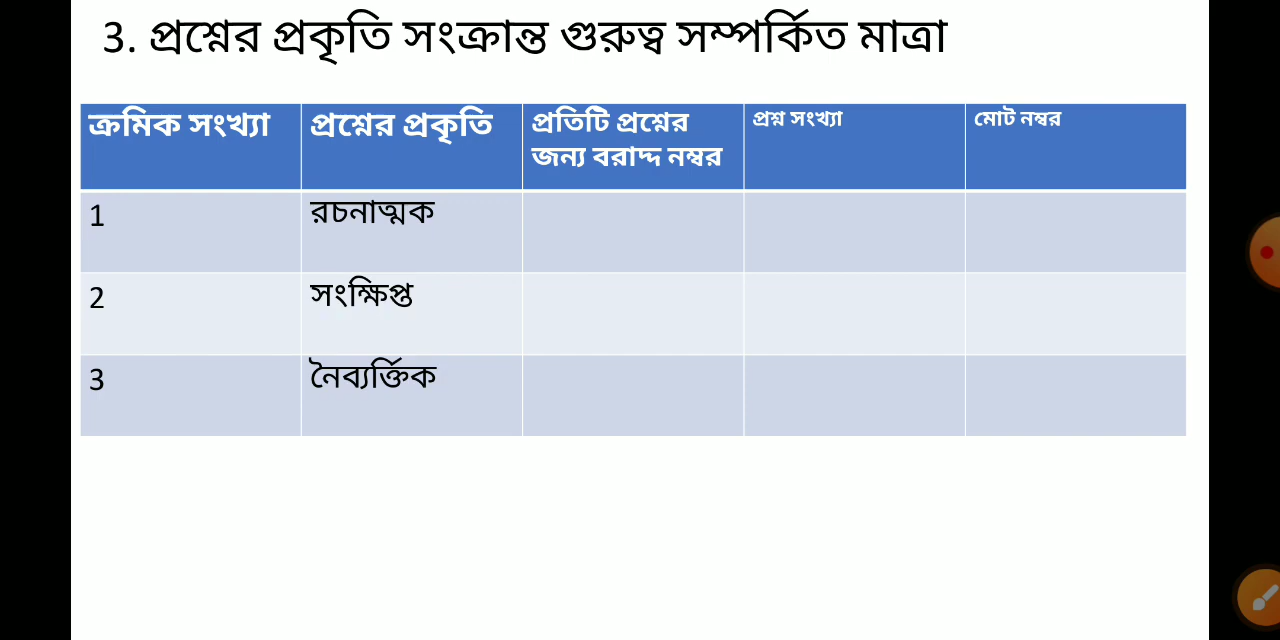 3. প্রশ্নের প্রকৃতি সংক্রান্ত গুরুত্ব সম্পর্কিত মাত্রা
ক্রমিক সংখ্যা
প্রশ্নের প্রকৃতি
প্রতিটি প্রশ্নের
জন্য বরাদ্দ নম্বর
প্রশ্ন সংখ্যা
মোট নম্বর
1
রচনাত্মক
2
সংক্ষিপ্ত
3
নৈব্যর্ক্তিক